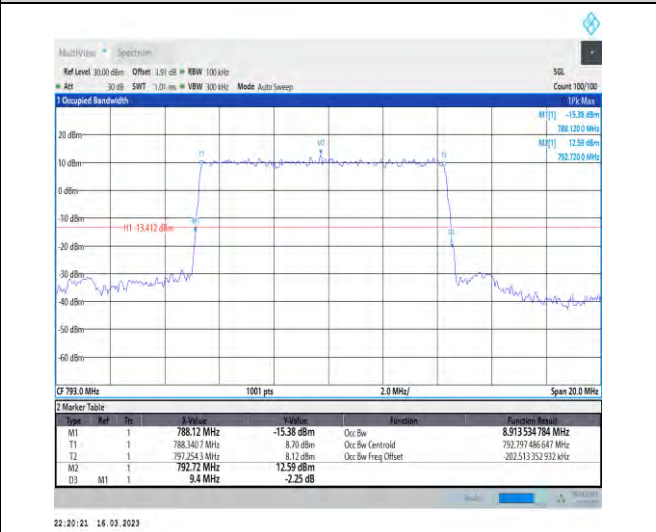 MultiView Spectrum
Ref Level 30.00 dBm Offset 3.91 dB RBW 100 kHz SGL
Att 30 dB SWT 1.01 ms VBW 300 kHz Mode Auto Sweep Count 100/100
1 Occupied Bandwidth 1Pk Max
M1[1] -15.38 dBm
788.120 0 MHz
M2[1] 12.59 dBm
792.720 0 MHz
20 dBm
M2
T1 T2
10 dBm
0 dBm
-10 dBm
M1
H1 -13.412 dBm
D3
-20 dBm
-30 dBm
-40 dBm
-50 dBm
-60 dBm
CF 793.0 MHz 1001 pts 2.0 MHz/ Span 20.0 MHz
2 Marker Table
Type Ref Trc X-Value Y-Value Function Function Result
M1 1 788.12 MHz -15.38 dBm Occ Bw 8.913 534 784 MHz
T1 1 788.340 7 MHz 8.70 dBm Occ Bw Centroid 792.797 486 647 MHz
T2 1 797.254 3 MHz 8.12 dBm Occ Bw Freq Offset -202.513 352 932 kHz
M2 1 792.72 MHz 12.59 dBm
D3 M1 1 9.4 MHz -2.25 dB
22:20:21 16.03.2023